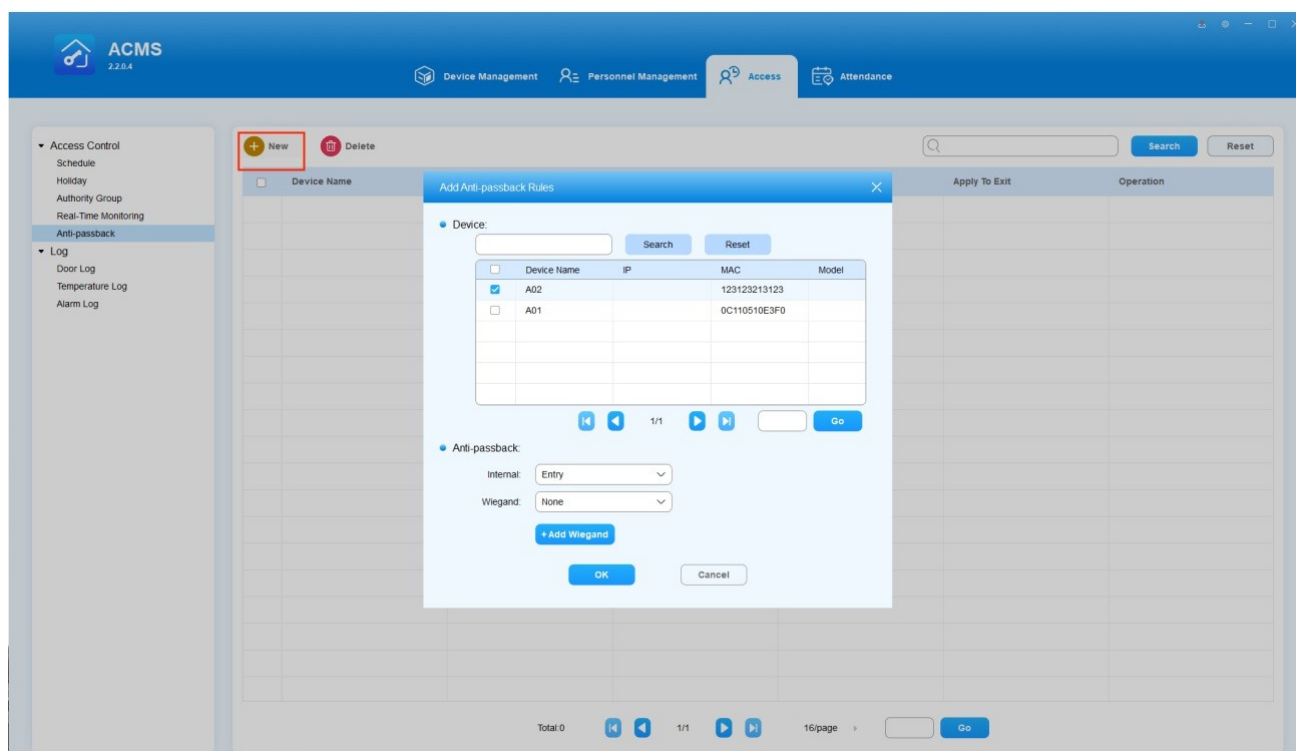 ACMS
2.2.0.4
Device Management Personnel Management Access Attendance
Access Control
Schedule
Holiday
Authority Group
Real-Time Monitoring
Anti-passback
Log
Door Log
Temperature Log
Alarm Log
New Delete Search Reset
Device Name Apply To Exit Operation
Add Anti-passback Rules
Device:
Search Reset
Device Name IP MAC Model
A02 123123213123
A01 0C110510E3F0
1/1 Go
Anti-passback:
Internal: Entry
Wiegand: None
+ Add Wiegand
OK Cancel
Total:0 1/1 16/page Go